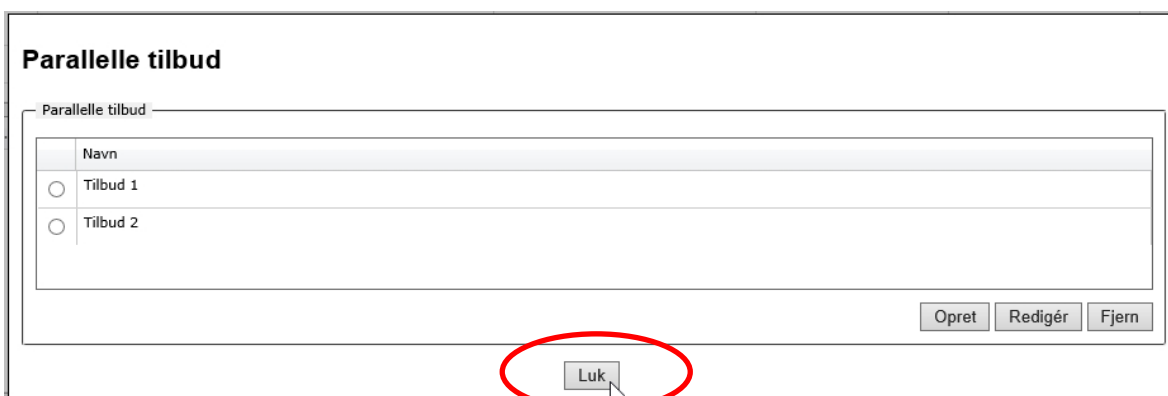 Parallelle tilbud
Parallelle tilbud
Navn
Tilbud 1
Tilbud 2
Opret Redigér Fjern
Luk